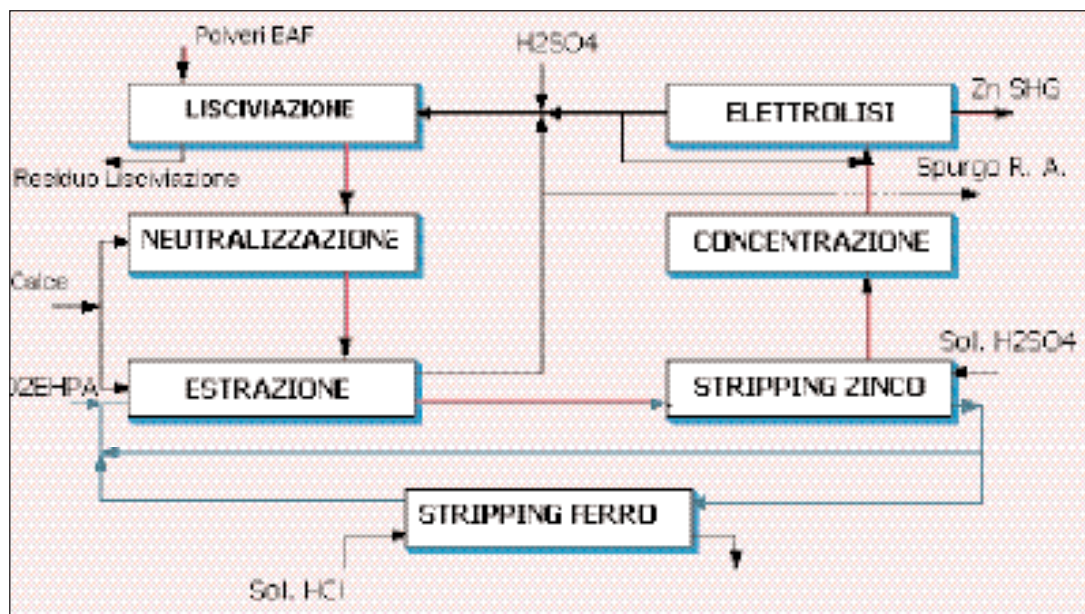 Polveri EAF
H2SO4
LISCIVIAZIONE
ELETTROLISI
Zn SHG
Residuo Lisciviazione
Spurgo R. A.
NEUTRALIZZAZIONE
CONCENTRAZIONE
Calce
Sol. H2SO4
D2EHPA
ESTRAZIONE
STRIPPING ZINCO
STRIPPING FERRO
Sol. HCl